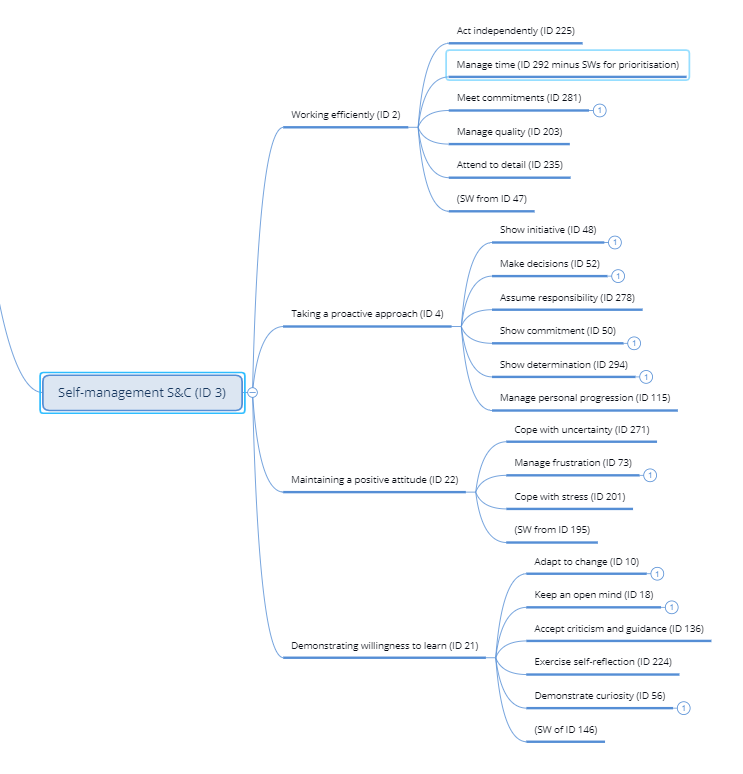 Act independently (ID 225)
Manage time (ID 292 minus SWs for prioritisation)
Meet commitments (ID 281)
1
Working efficiently (ID 2)
Manage quality (ID 203)
Attend to detail (ID 235)
(SW from ID 47)
Show initiative (ID 48)
1
Make decisions (ID 52)
1
Assume responsibility (ID 278)
Taking a proactive approach (ID 4)
Show commitment (ID 50)
1
Show determination (ID 294)
1
Manage personal progression (ID 115)
Self-management S&C (ID 3)
Cope with uncertainty (ID 271)
Manage frustration (ID 73)
1
Maintaining a positive attitude (ID 22)
Cope with stress (ID 201)
(SW from ID 195)
Adapt to change (ID 10)
1
Keep an open mind (ID 18)
1
Accept criticism and guidance (ID 136)
Demonstrating willingness to learn (ID 21)
Exercise self-reflection (ID 224)
Demonstrate curiosity (ID 56)
1
(SW of ID 146)